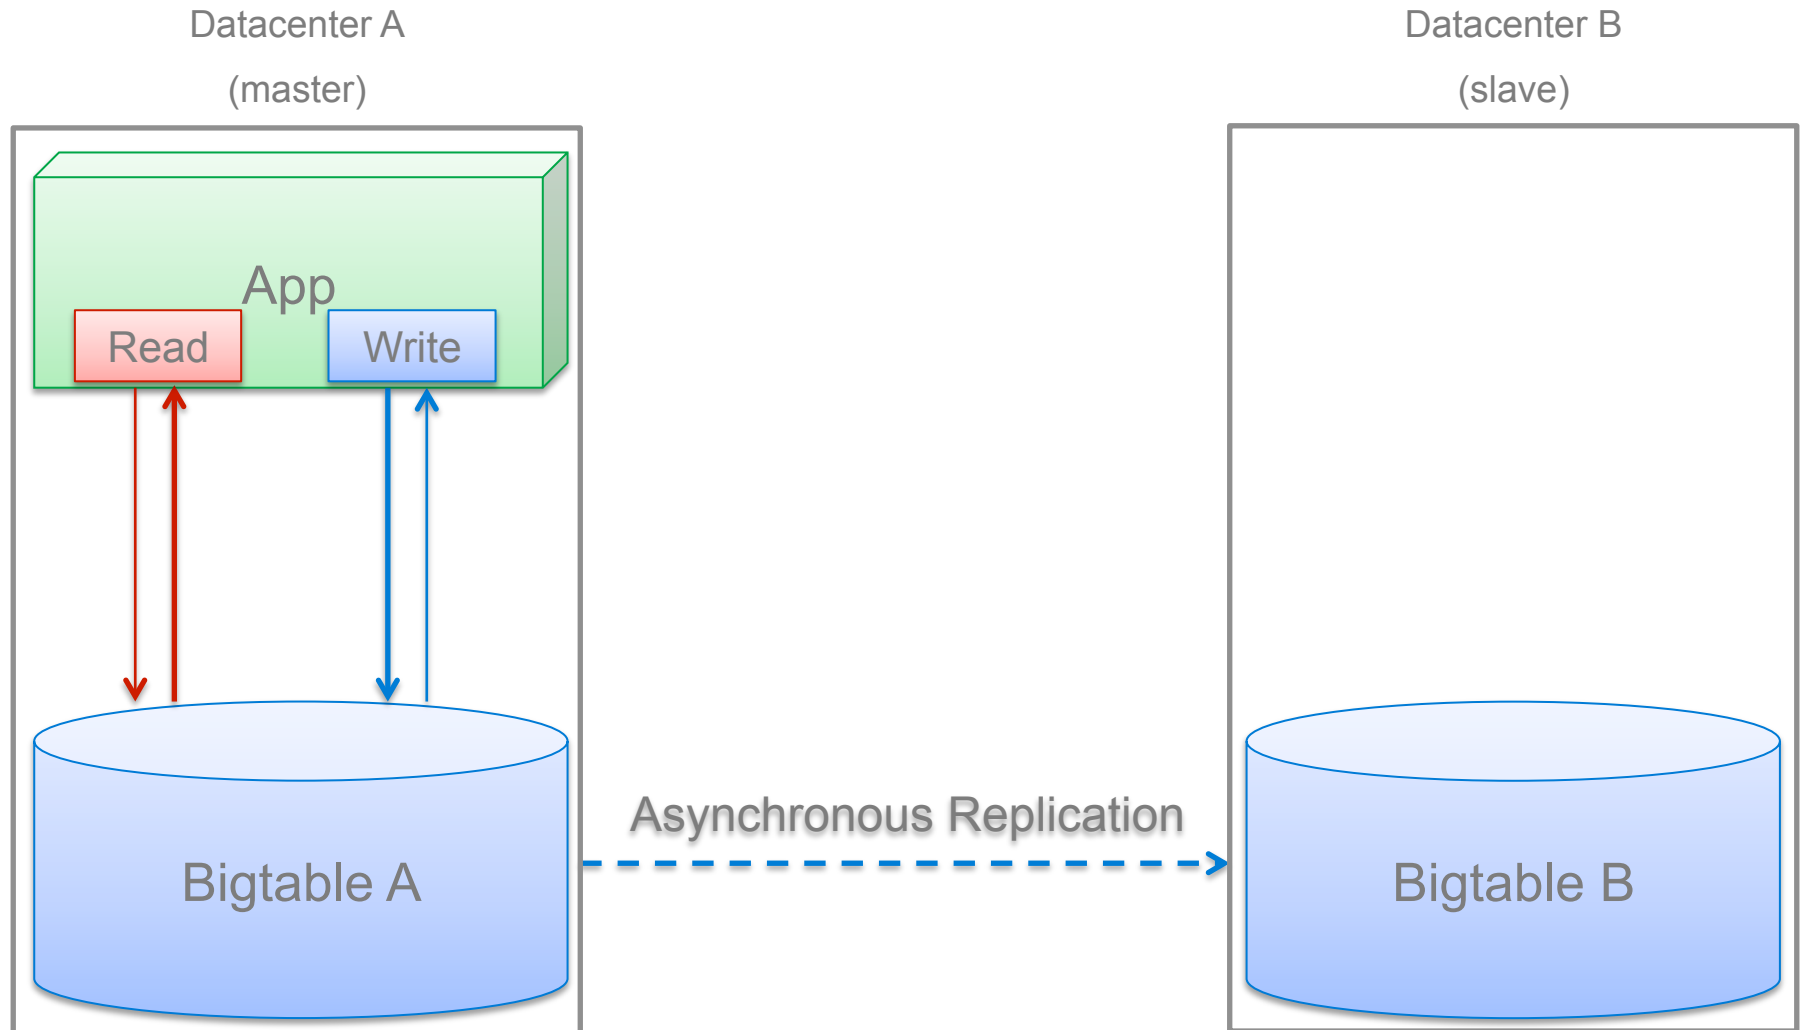 Datacenter A
(master)
Datacenter B
(slave)
App
Read
Write
Asynchronous Replication
Bigtable A
Bigtable B